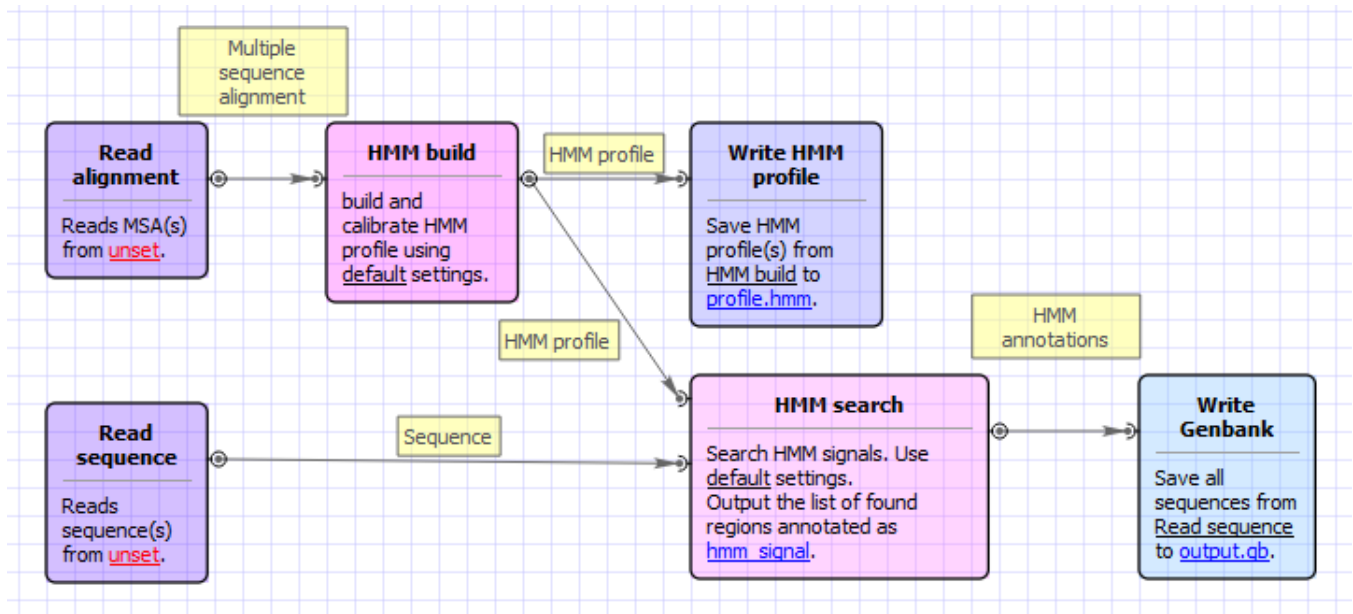 Multiple
sequence
alignment
Read
alignment
Reads MSA(s)
from unset.
HMM build
build and
calibrate HMM
profile using
default settings.
HMM profile
Write HMM
profile
Save HMM
profile(s) from
HMM build to
profile.hmm.
HMM profile
HMM
annotations
Read
sequence
Reads
sequence(s)
from unset.
Sequence
HMM search
Search HMM signals. Use
default settings.
Output the list of found
regions annotated as
hmm_signal.
Write
Genbank
Save all
sequences from
Read sequence
to output.gb.